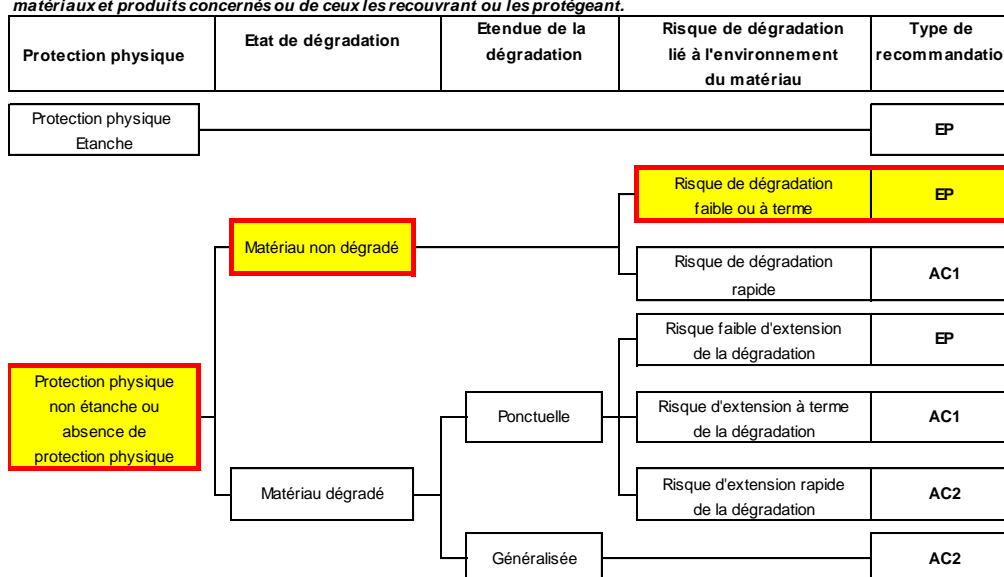 matériaux et produits concernés ou de ceux les recouvrant ou les protégeant.
Protection physique
Etat de dégradation
Etendue de la
dégradation
Risque de dégradation
lié à l'environnement
du matériau
Type de
recommandatio
Protection physique
Etanche
EP
Risque de dégradation
faible ou à terme
EP
Matériau non dégradé
Risque de dégradation
rapide
AC1
Risque faible d'extension
de la dégradation
EP
Protection physique
non étanche ou
absence de
protection physique
Ponctuelle
Risque d'extension à terme
de la dégradation
AC1
Matériau dégradé
Risque d'extension rapide
de la dégradation
AC2
Généralisée
AC2